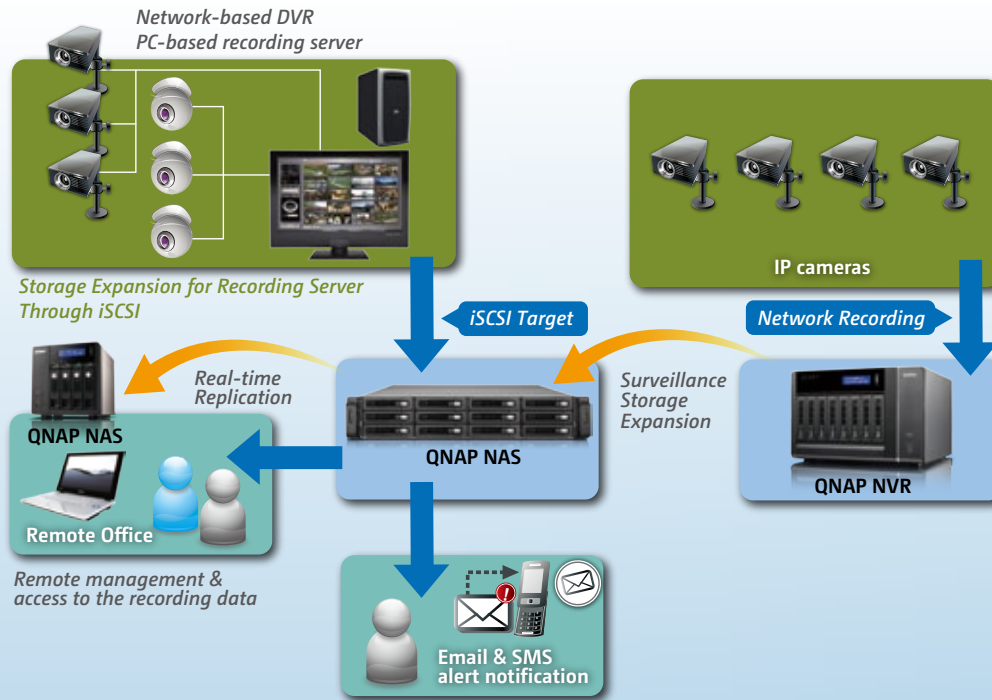 Network-based DVR
PC-based recording server
Storage Expansion for Recording Server
Through iSCSI
IP cameras
iSCSI Target
Network Recording
Real-time
Replication
Surveillance
Storage
Expansion
QNAP NAS
QNAP NAS
QNAP NVR
Remote Office
Remote management &
access to the recording data
Email & SMS
alert notification